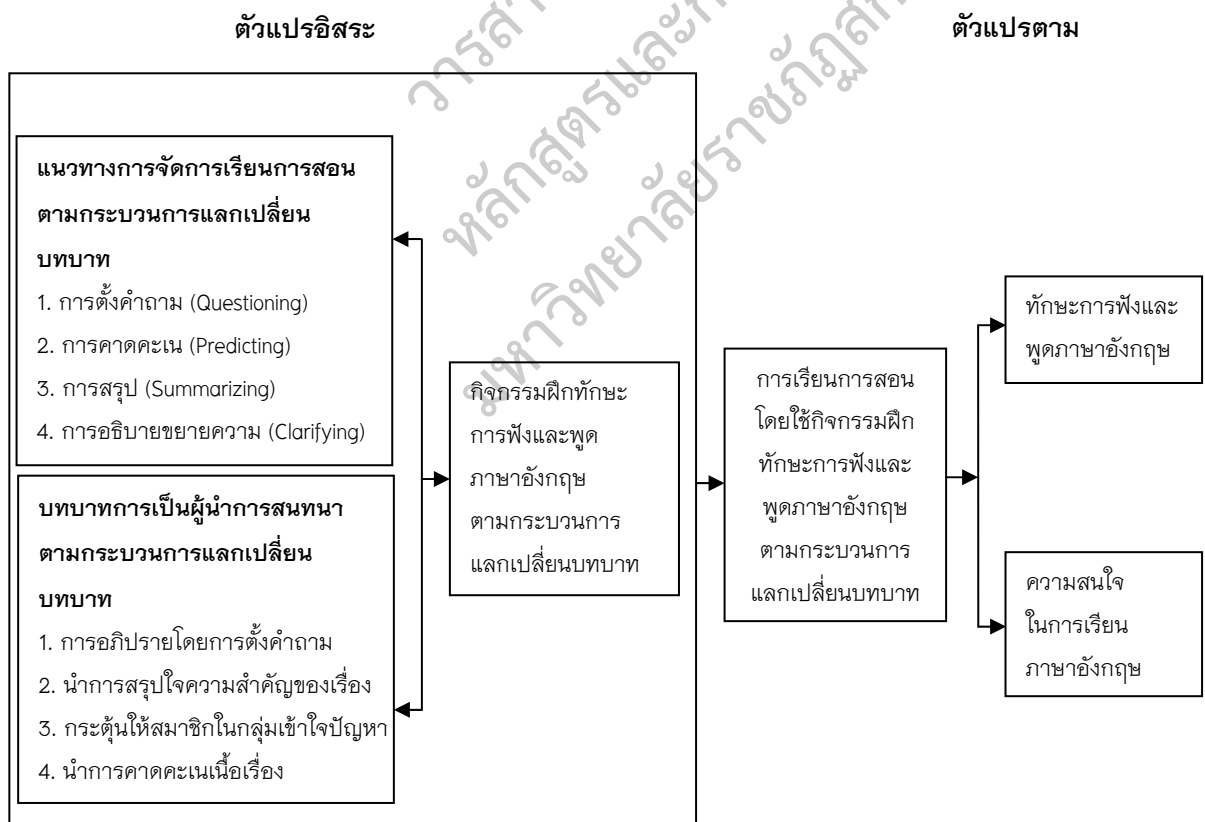 ตัวแปรอิสระ
ตัวแปรตาม
แนวทางการจัดการเรียนการสอน
ตามกระบวนการแลกเปลี่ยน
บทบาท
1. การตั้งคำถาม (Questioning)
2. การคาดคะเน (Predicting)
3. การสรุป (Summarizing)
4. การอธิบายขยายความ (Clarifying)
บทบาทการเป็นผู้นำการสนทนา
ตามกระบวนการแลกเปลี่ยน
บทบาท
1. การอภิปรายโดยการตั้งคำถาม
2. นำการสรุปใจความสำคัญของเรื่อง
3. กระตุ้นให้สมาชิกในกลุ่มเข้าใจปัญหา
4. นำการคาดคะเนเนื้อเรื่อง
กิจกรรมฝึกทักษะ
การฟังและพูด
ภาษาอังกฤษ
ตามกระบวนการ
แลกเปลี่ยนบทบาท
การเรียนการสอน
โดยใช้กิจกรรมฝึก
ทักษะการฟังและ
พูดภาษาอังกฤษ
ตามกระบวนการ
แลกเปลี่ยนบทบาท
ทักษะการฟังและ
พูดภาษาอังกฤษ
ความสนใจ
ในการเรียน
ภาษาอังกฤษ
หลักสูตรและ
มหาวิทยาลัยราชภัฏ